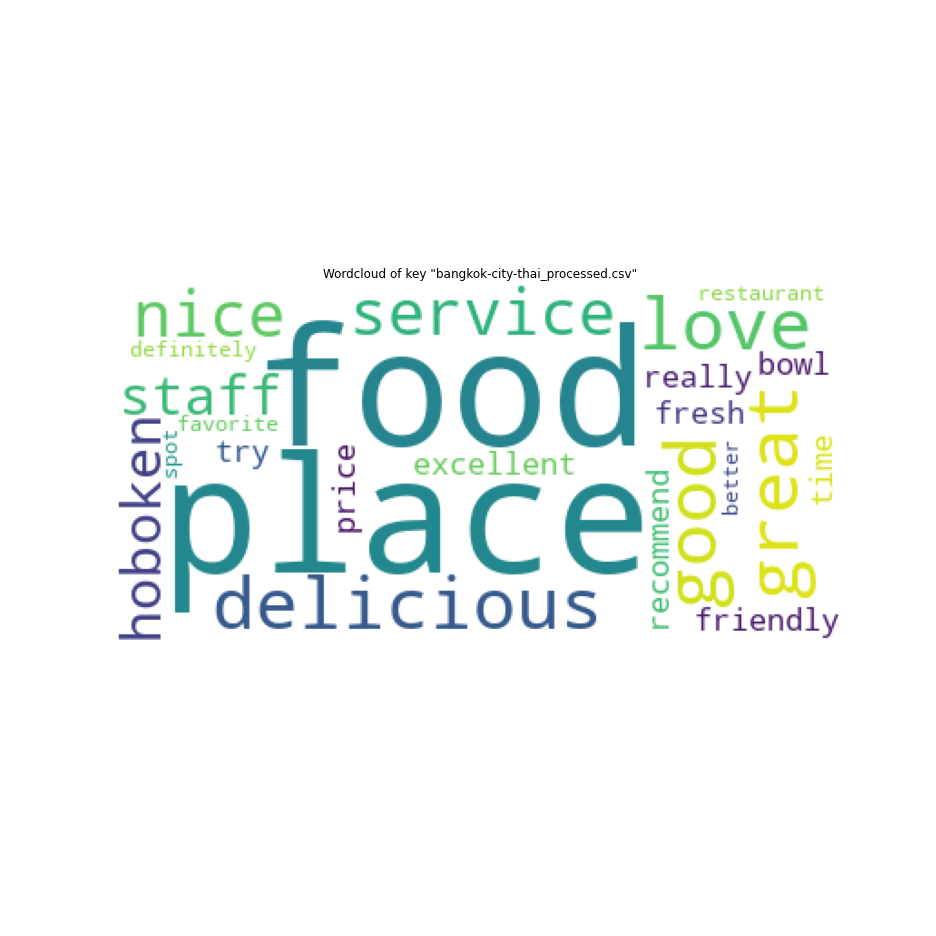 Wordcloud of key "bangkok-city-thai_processed.csv"
nice
service
love
restaurant
definitely
food
really
bowl
staff
fresh
great
favorite
hoboken
spot
try
price
excellent
good
better
time
place
recommend
delicious
friendly